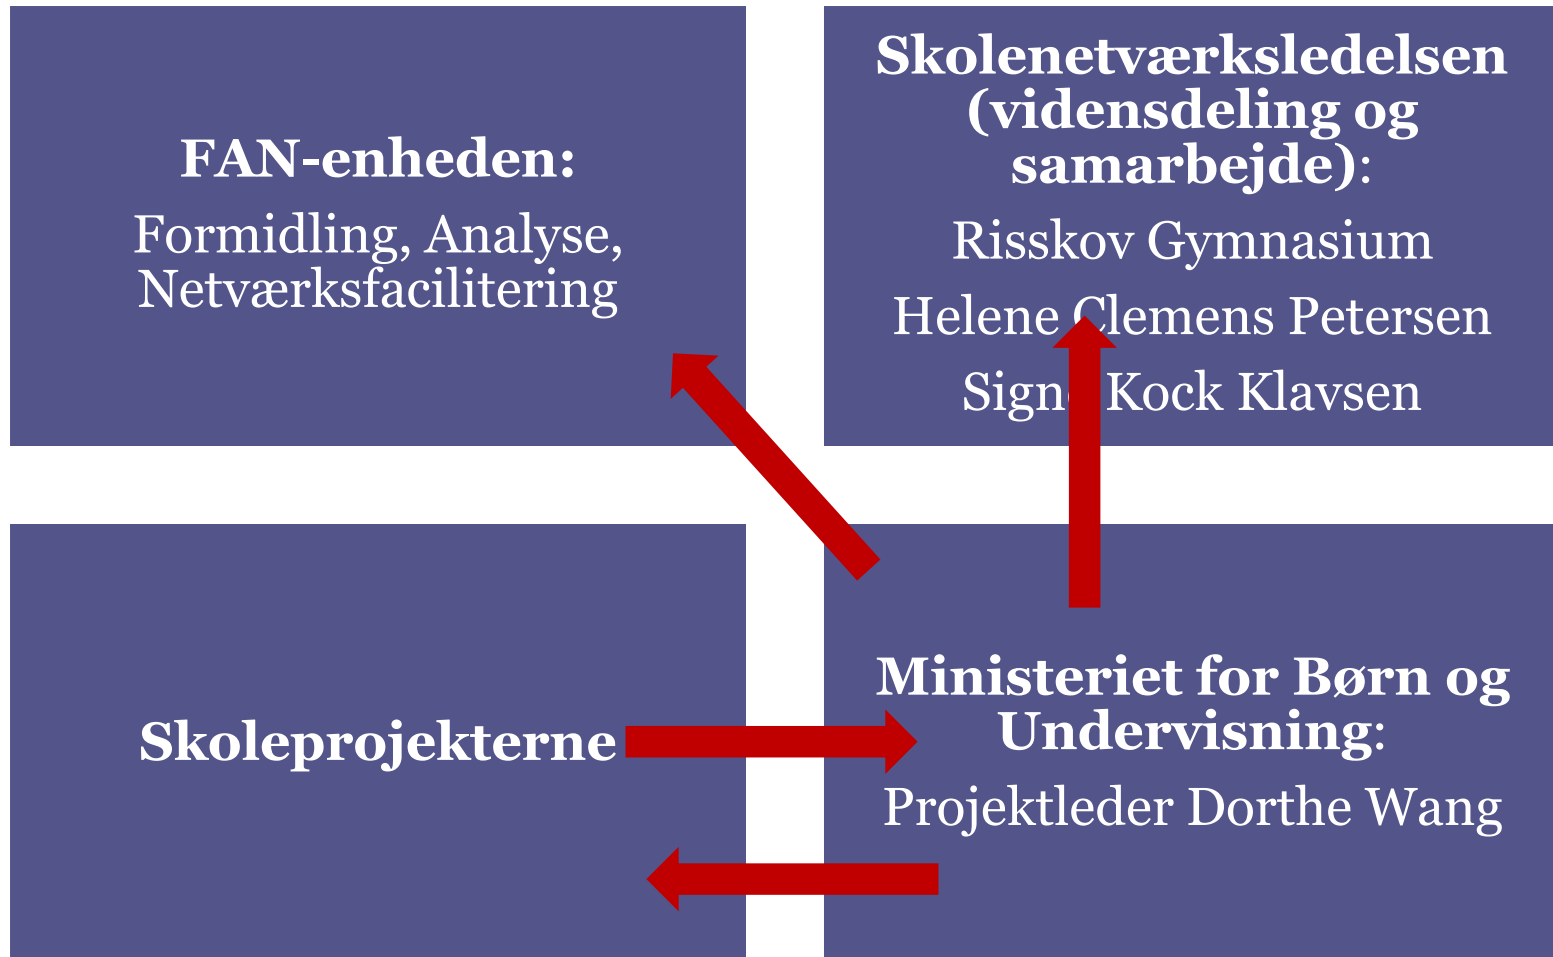 FAN-enheden:
Formidling, Analyse,
Netværksfacilitering
Skolenetværksledelsen
(vidensdeling og
samarbejde):
Risskov Gymnasium
Helene Clemens Petersen
Signe Kock Klavsen
Skoleprojekterne
Ministeriet for Børn og
Undervisning:
Projektleder Dorthe Wang